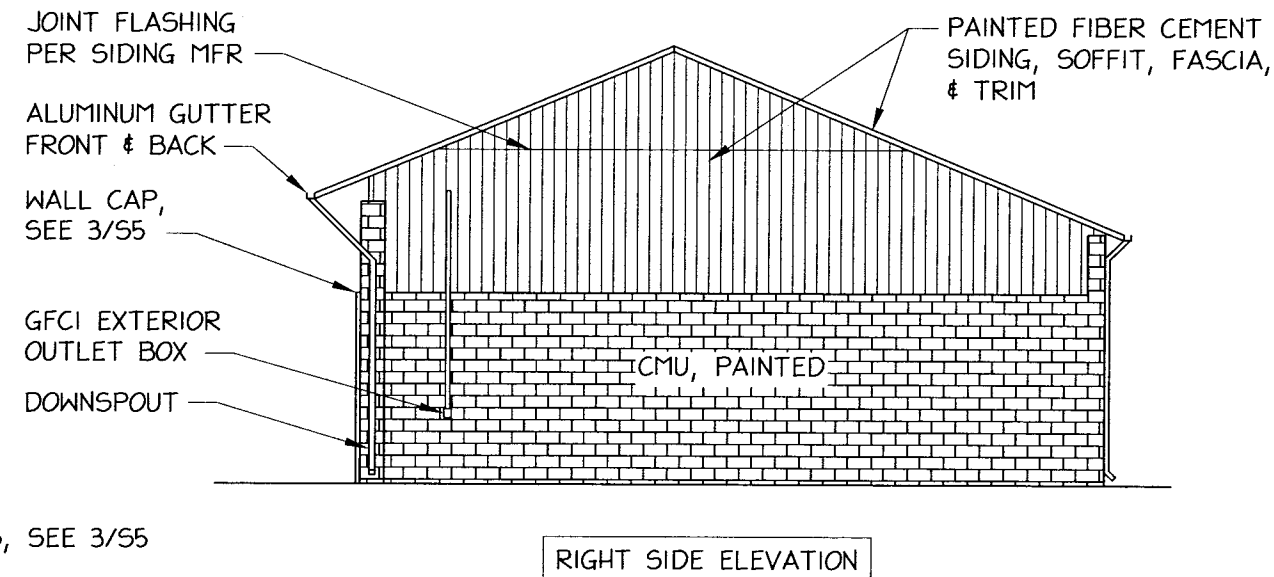 JOINT FLASHING
PER SIDING MFR
ALUMINUM GUTTER
FRONT & BACK
WALL CAP,
SEE 3/S5
GFCI EXTERIOR
OUTLET BOX
DOWNSPOUT
PAINTED FIBER CEMENT
SIDING, SOFFIT, FASCIA,
& TRIM
CMU, PAINTED
, SEE 3/S5
RIGHT SIDE ELEVATION